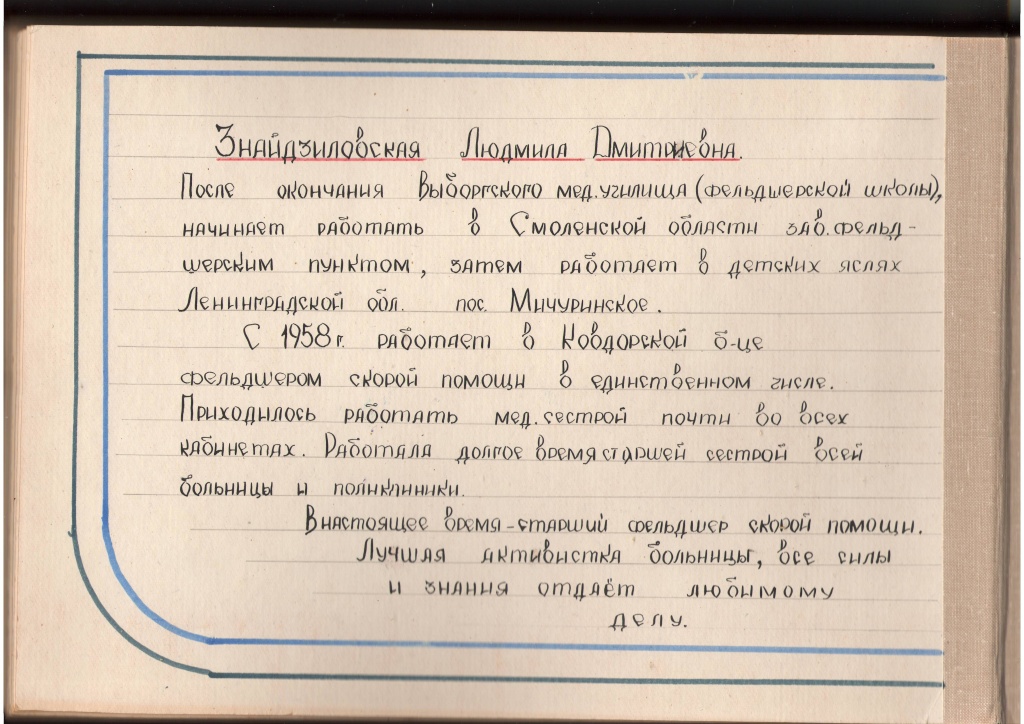 Знайдзиловская Людмила Дмитриевна.
После окончания Выборгского мед.училища (фельдшерской школы),
начинает работать в Смоленской области зав.фельд-
шерским пунктом, затем работает в детских яслях
Ленинградской обл. пос. Мичуринское.
С 1958 г. работает в Ковдорской б-це
фельдшером скорой помощи в единственном числе.
Приходилось работать мед.сестрой почти во всех
кабинетах. Работала долгое время старшей сестрой всей
больницы и поликлиники.
В настоящее время - старший фельдшер скорой помощи.
Лучшая активистка больницы, все силы
и знания отдаёт любимому
делу.